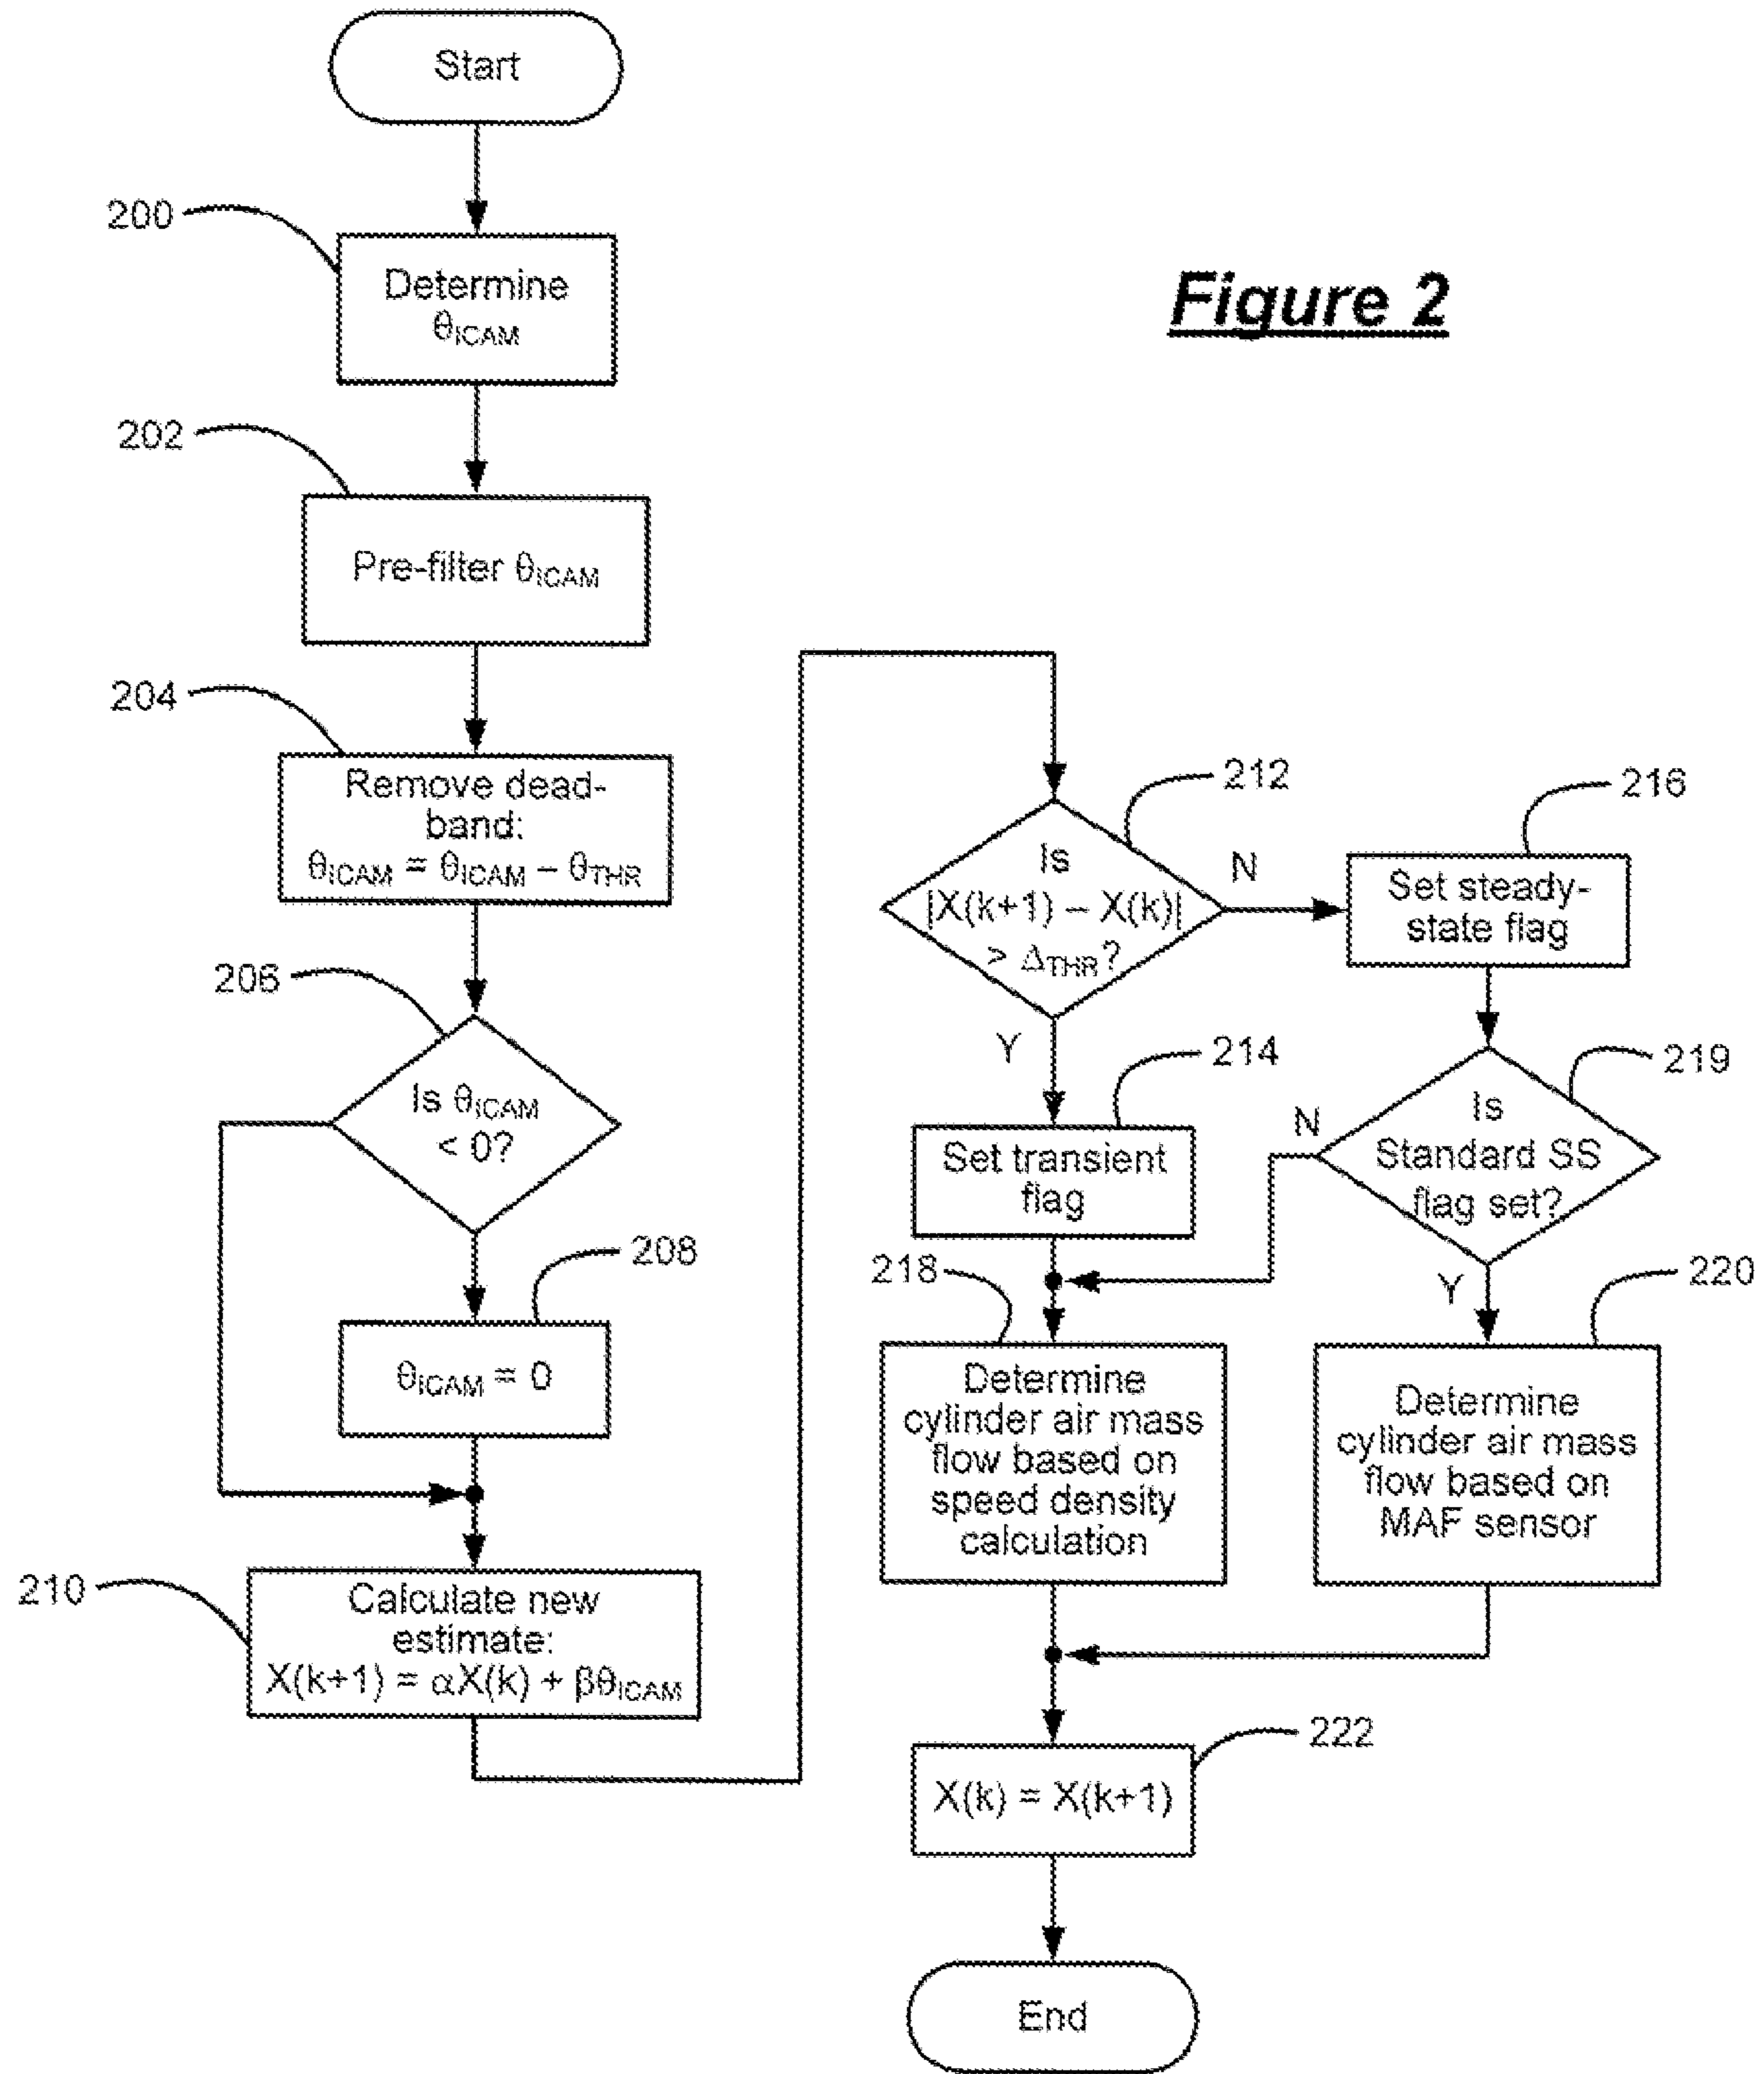 Start
200
Determine
θICAM
Figure 2
202
Pre-filter θICAM
204
Remove dead-
band:
θICAM = θICAM – θTHR
206
Is θICAM
< 0?
208
θICAM = 0
210
Calculate new
estimate:
X(k+1) = αX(k) + βθICAM
212
Is
|X(k+1) – X(k)|
> ΔTHR?
N
Y
216
Set steady-
state flag
214
Set transient
flag
219
Is
Standard SS
flag set?
N
Y
218
Determine
cylinder air mass
flow based on
speed density
calculation
220
Determine
cylinder air mass
flow based on
MAF sensor
222
X(k) = X(k+1)
End